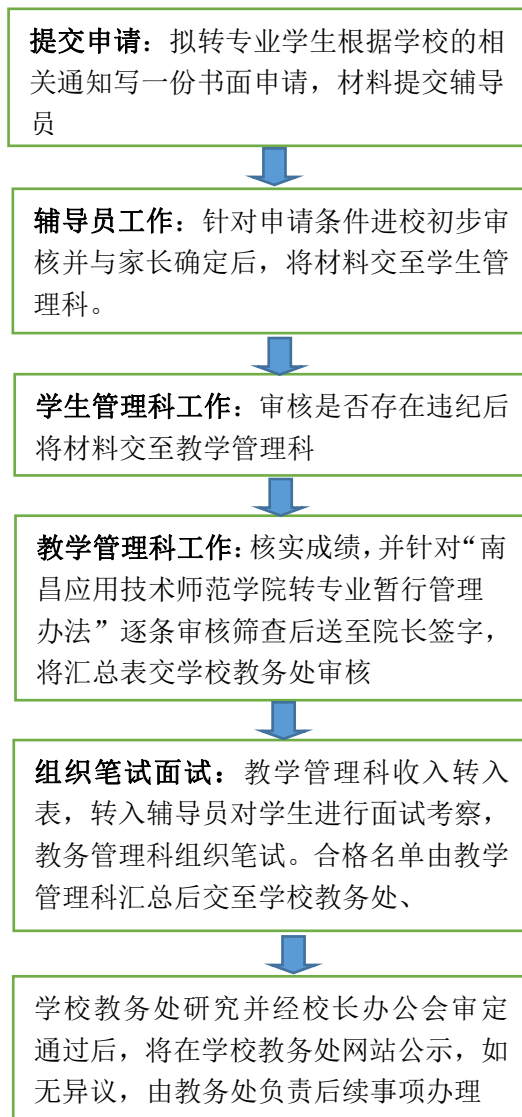 提交申请：拟转专业学生根据学校的相
关通知写一份书面申请，材料提交辅导
员
辅导员工作：针对申请条件进校初步审
核并与家长确定后，将材料交至学生管
理科。
学生管理科工作：审核是否存在违纪后
将材料交至教学管理科
教学管理科工作：核实成绩，并针对“南
昌应用技术师范学院转专业暂行管理
办法”逐条审核筛查后送至院长签字，
将汇总表交学校教务处审核
组织笔试面试：教学管理科收入转入
表，转入辅导员对学生进行面试考察，
教务管理科组织笔试。合格名单由教学
管理科汇总后交至学校教务处、
学校教务处研究并经校长办公会审定
通过后，将在学校教务处网站公示，如
无异议，由教务处负责后续事项办理